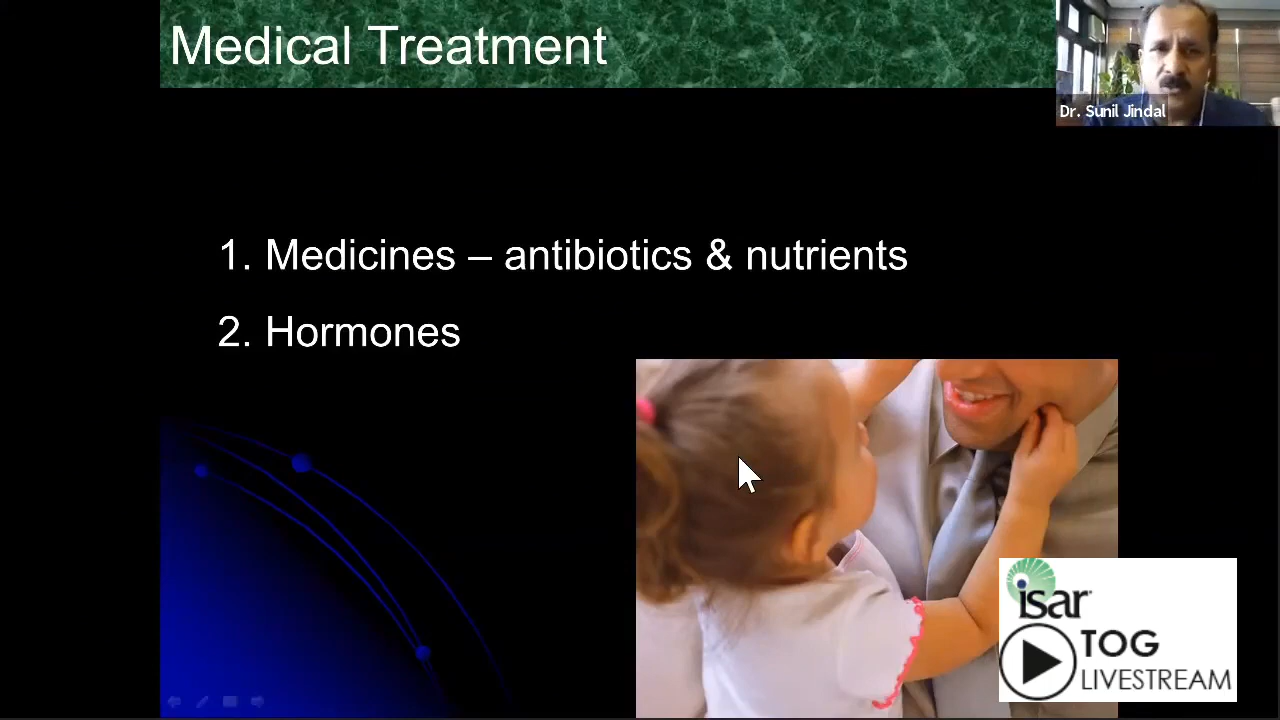 Medical Treatment
Dr. Sunil Jindal
1. Medicines – antibiotics & nutrients
2. Hormones
isar
TOG
LIVESTREAM